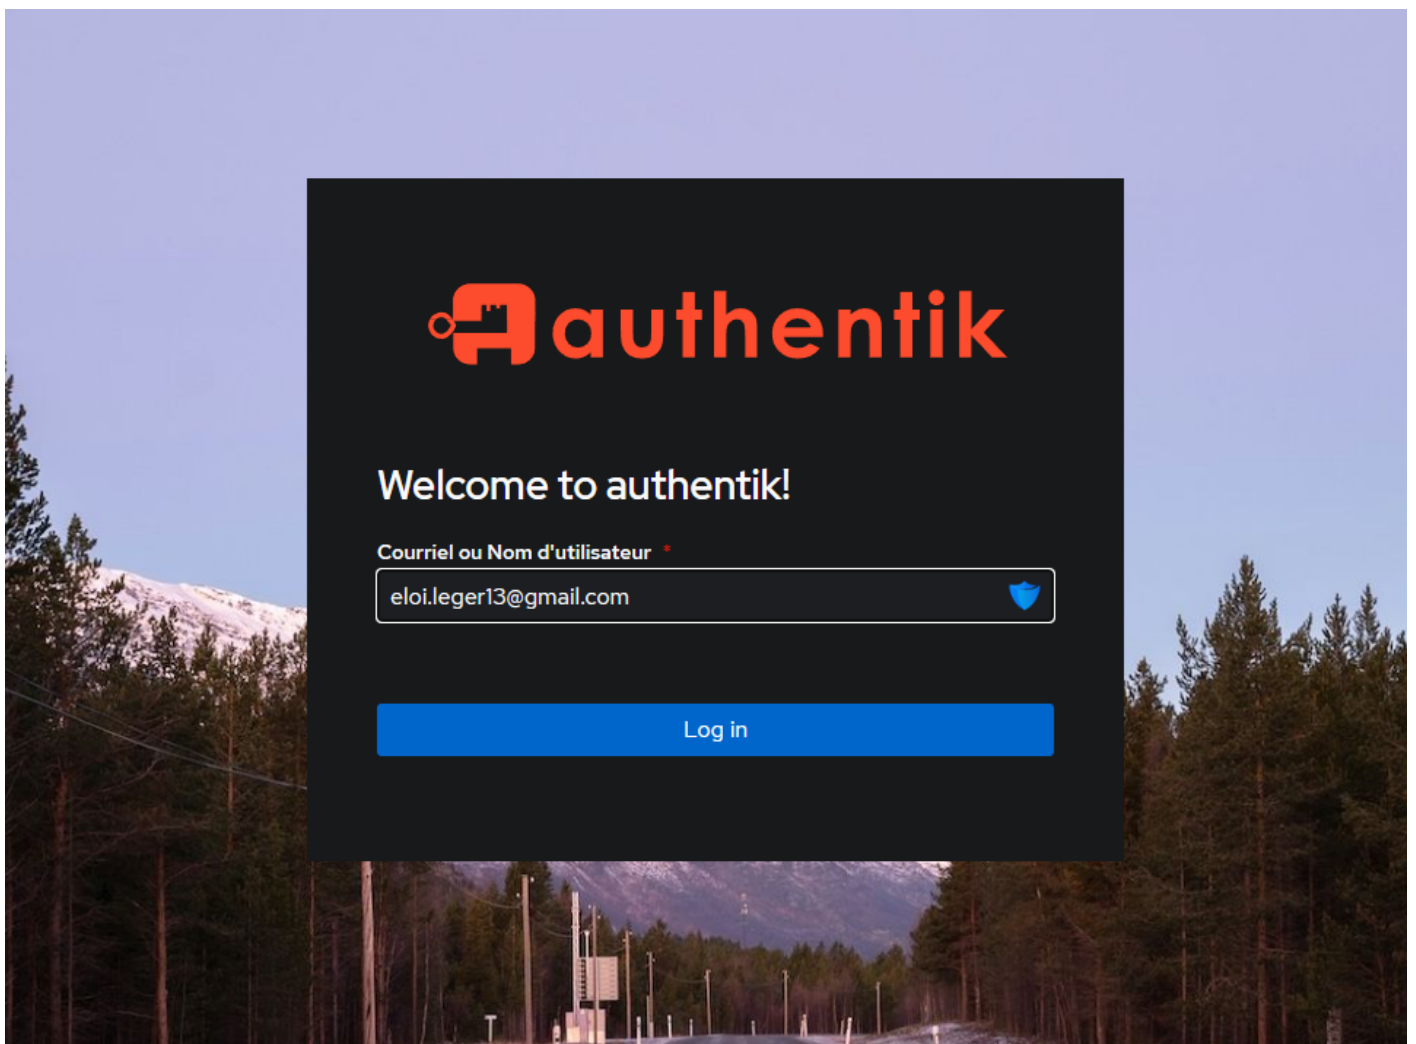 authentik
Welcome to authentik!
Courriel ou Nom d'utilisateur *
eloi.leger13@gmail.com
Log in